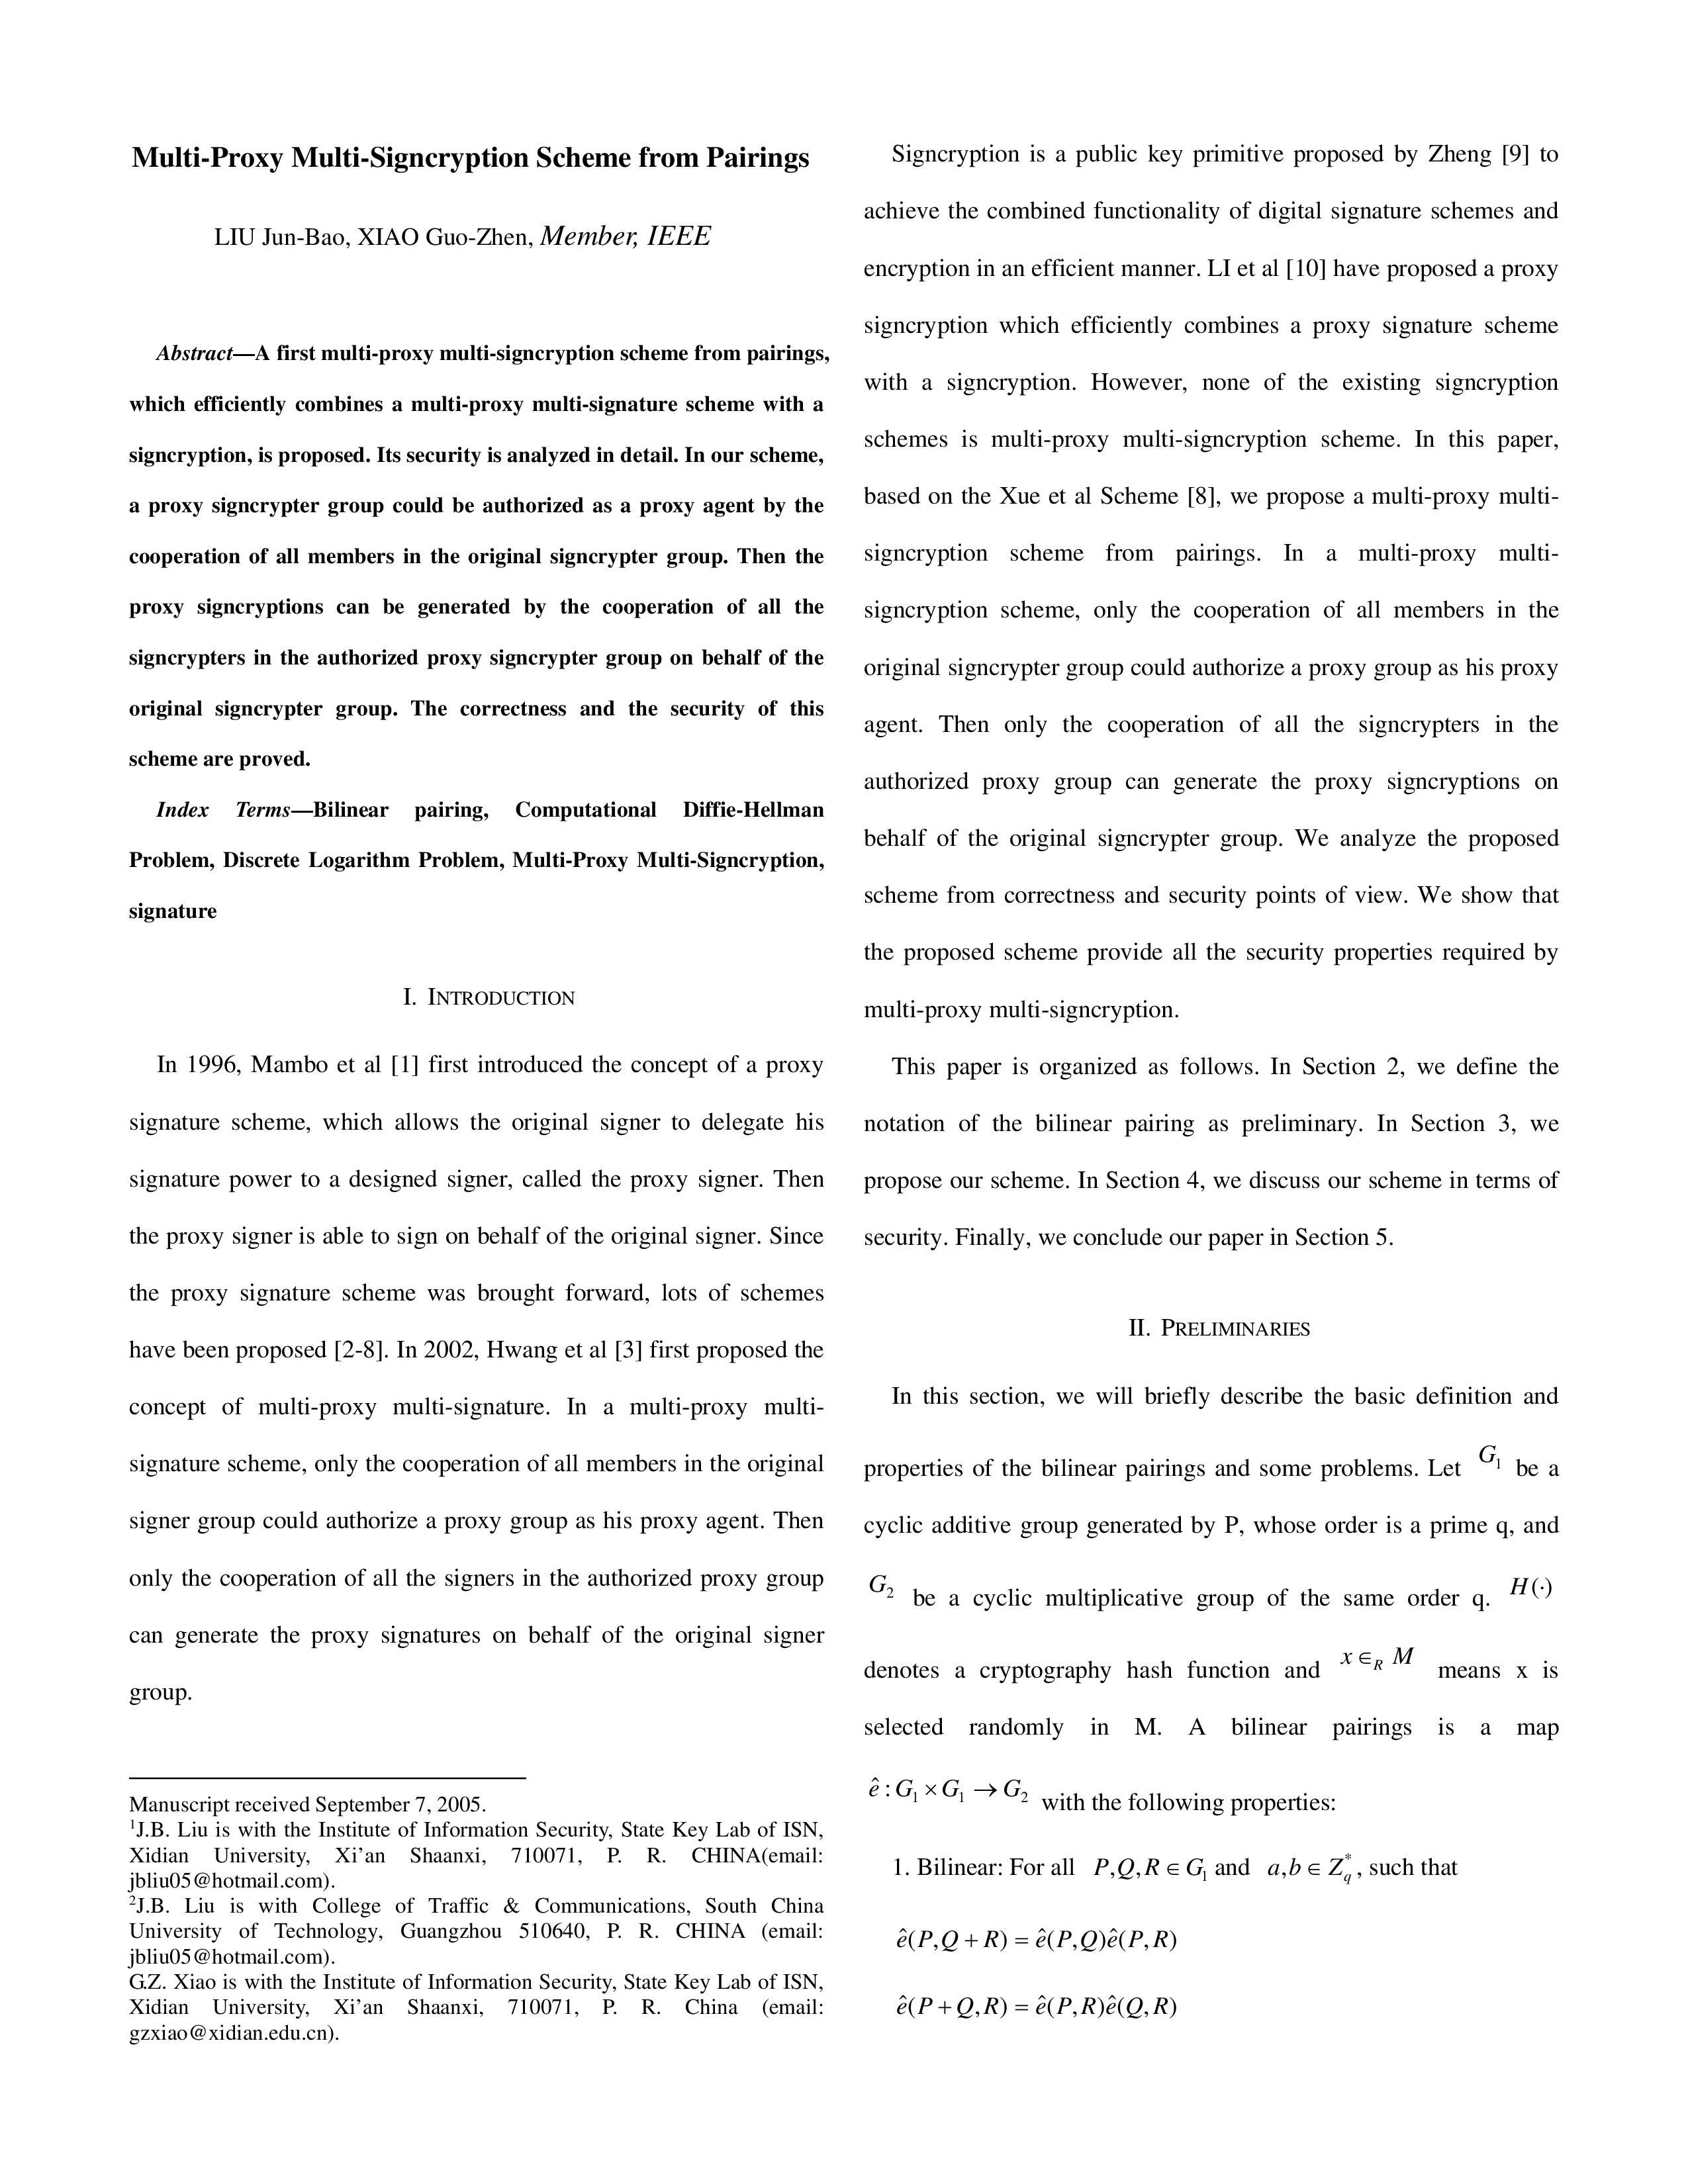 Multi-Proxy Multi-Signcryption Scheme from Pairings
LIU Jun-Bao, XIAO Guo-Zhen, Member, IEEE
Abstract—A first multi-proxy multi-signcryption scheme from pairings,
which efficiently combines a multi-proxy multi-signature scheme with a
signcryption, is proposed. Its security is analyzed in detail. In our scheme,
a proxy signcrypter group could be authorized as a proxy agent by the
cooperation of all members in the original signcrypter group. Then the
proxy signcryptions can be generated by the cooperation of all the
signcrypters in the authorized proxy signcrypter group on behalf of the
original signcrypter group. The correctness and the security of this
scheme are proved.
Index Terms—Bilinear pairing, Computational Diffie-Hellman
Problem, Discrete Logarithm Problem, Multi-Proxy Multi-Signcryption,
signature
I. INTRODUCTION
In 1996, Mambo et al [1] first introduced the concept of a proxy
signature scheme, which allows the original signer to delegate his
signature power to a designed signer, called the proxy signer. Then
the proxy signer is able to sign on behalf of the original signer. Since
the proxy signature scheme was brought forward, lots of schemes
have been proposed [2-8]. In 2002, Hwang et al [3] first proposed the
concept of multi-proxy multi-signature. In a multi-proxy multi-
signature scheme, only the cooperation of all members in the original
signer group could authorize a proxy group as his proxy agent. Then
only the cooperation of all the signers in the authorized proxy group
can generate the proxy signatures on behalf of the original signer
group.
Manuscript received September 7, 2005.
¹J.B. Liu is with the Institute of Information Security, State Key Lab of ISN,
Xidian University, Xi'an Shaanxi, 710071, P. R. CHINA(email:
jbliu05@hotmail.com).
²J.B. Liu is with College of Traffic & Communications, South China
University of Technology, Guangzhou 510640, P. R. CHINA (email:
jbliu05@hotmail.com).
G.Z. Xiao is with the Institute of Information Security, State Key Lab of ISN,
Xidian University, Xi'an Shaanxi, 710071, P. R. China (email:
gzxiao@xidian.edu.cn).
Signcryption is a public key primitive proposed by Zheng [9] to
achieve the combined functionality of digital signature schemes and
encryption in an efficient manner. LI et al [10] have proposed a proxy
signcryption which efficiently combines a proxy signature scheme
with a signcryption. However, none of the existing signcryption
schemes is multi-proxy multi-signcryption scheme. In this paper,
based on the Xue et al Scheme [8], we propose a multi-proxy multi-
signcryption scheme from pairings. In a multi-proxy multi-
signcryption scheme, only the cooperation of all members in the
original signcrypter group could authorize a proxy group as his proxy
agent. Then only the cooperation of all the signcrypters in the
authorized proxy group can generate the proxy signcryptions on
behalf of the original signcrypter group. We analyze the proposed
scheme from correctness and security points of view. We show that
the proposed scheme provide all the security properties required by
multi-proxy multi-signcryption.
This paper is organized as follows. In Section 2, we define the
notation of the bilinear pairing as preliminary. In Section 3, we
propose our scheme. In Section 4, we discuss our scheme in terms of
security. Finally, we conclude our paper in Section 5.
II. PRELIMINARIES
In this section, we will briefly describe the basic definition and
properties of the bilinear pairings and some problems. Let G₁ be a
cyclic additive group generated by P, whose order is a prime q, and
G₂ be a cyclic multiplicative group of the same order q. H(·)
denotes a cryptography hash function and x ∈_R M means x is
selected randomly in M. A bilinear pairings is a map
ê : G₁ × G₁ → G₂ with the following properties:
1. Bilinear: For all P,Q,R ∈ G₁ and a,b ∈ Z_q^*, such that
ê(P,Q + R) = ê(P,Q)ê(P,R)
ê(P + Q,R) = ê(P,R)ê(Q,R)